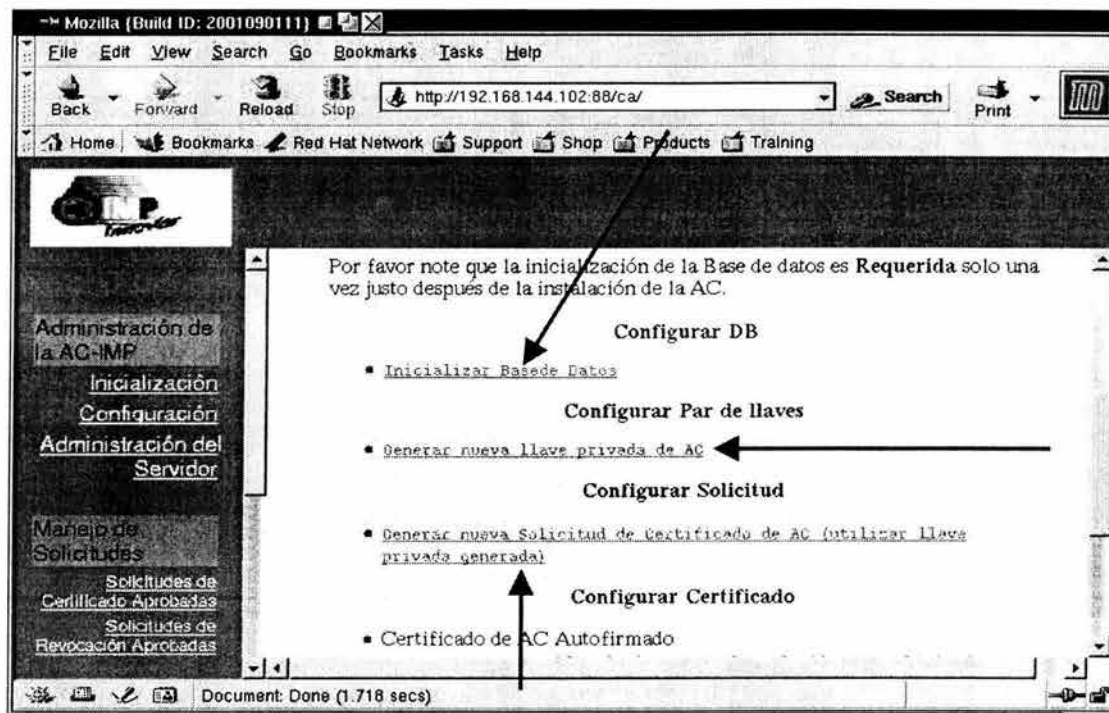 Mozilla {Build ID: 2001090111}
File Edit View Search Go Bookmarks Tasks Help
Back Forward Reload Stop http://192.168.144.102:88/ca/ Search Print
Home Bookmarks Red Hat Network Support Shop Products Training
IMP
Por favor note que la inicialización de la Base de datos es Requerida solo una
vez justo después de la instalación de la AC.
Configurar DB
Inicializar Basede Datos
Configurar Par de llaves
Generar nueva llave privada de AC
Configurar Solicitud
Generar nueva Solicitud de Certificado de AC (utilizar llave
privada generada)
Configurar Certificado
Certificado de AC Autofirmado
Administración de
la AC-IMP
Inicialización
Configuración
Administración del
Servidor
Manejo de
Solicitudes
Solicitudes de
Certificado Aprobadas
Solicitudes de
Revocación Aprobadas
Document: Done (1.718 secs)